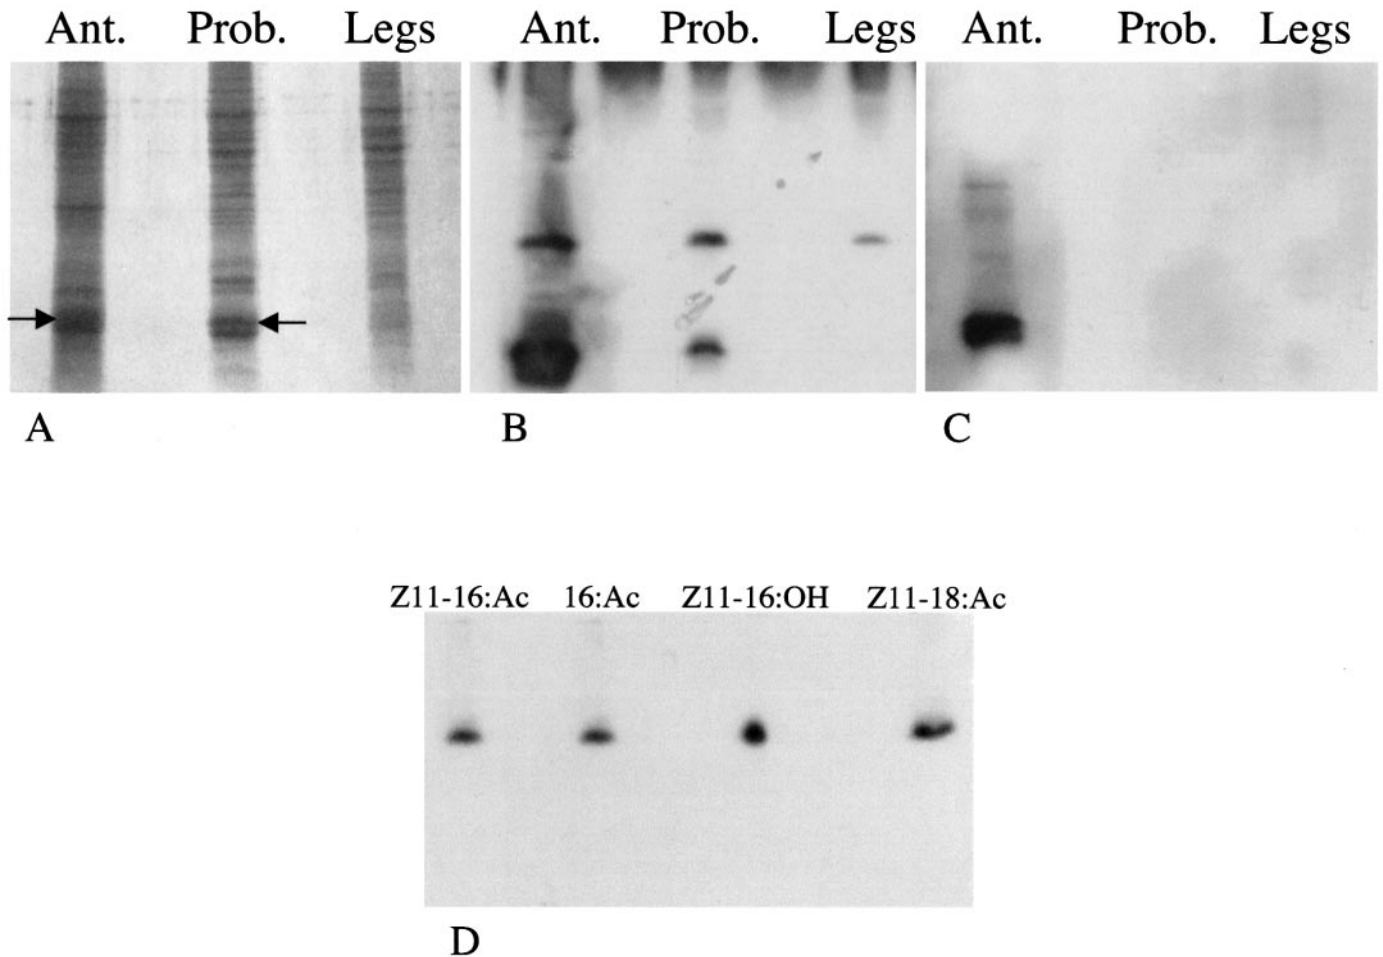 Ant. Prob. Legs Ant. Prob. Legs Ant. Prob. Legs
A B C
Z11-16:Ac 16:Ac Z11-16:OH Z11-18:Ac
D